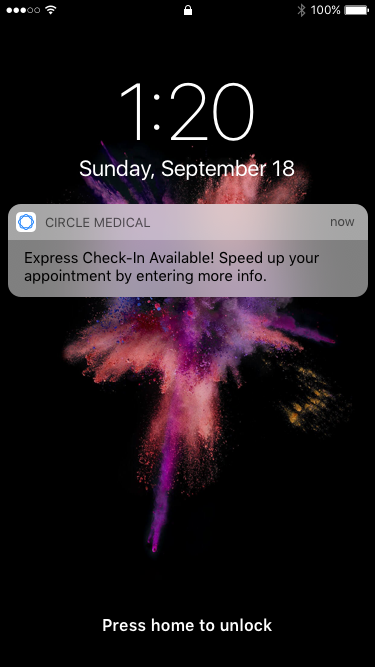 100%
1:20
Sunday, September 18
CIRCLE MEDICAL now
Express Check-In Available! Speed up your
appointment by entering more info.
Press home to unlock